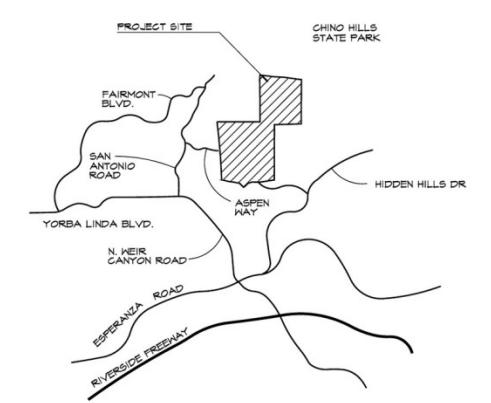 PROJECT SITE
CHINO HILLS
STATE PARK
FAIRMONT
BLVD.
SAN
ANTONIO
ROAD
HIDDEN HILLS DR
ASPEN
WAY
YORBA LINDA BLVD.
N. WEIR
CANYON ROAD
ESPERANZA ROAD
RIVERSIDE FREEWAY